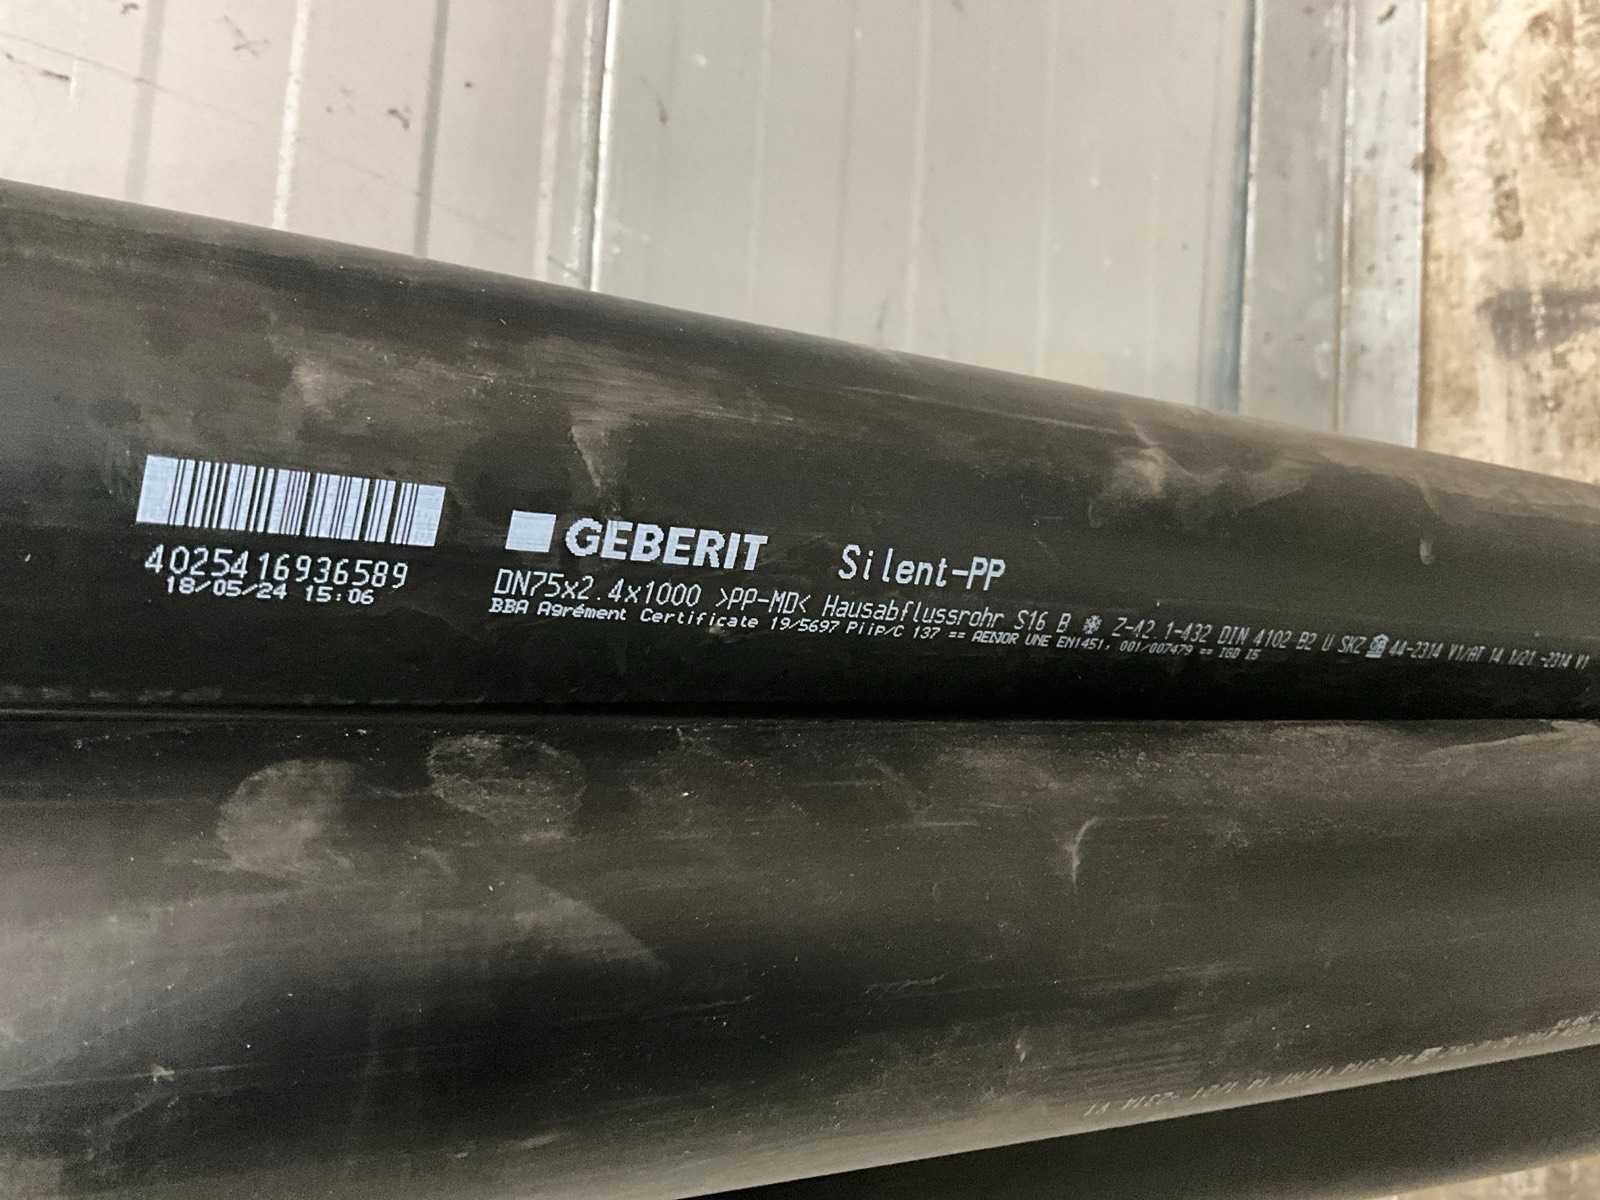 4025416936589
18/05/24 15:06
GEBERIT Silent-PP
DN75x2.4x1000 >PP-MD< Hausabflussrohr S16 B Z-42.1-432 DIN 4102 B2 U SKZ 44-2314 V1/AT 14.1/21.-2314 V1
BBA Agrément Certificate 19/5697 PiiP/C 137 == AENOR UNE EN1451, 001/007479 ==